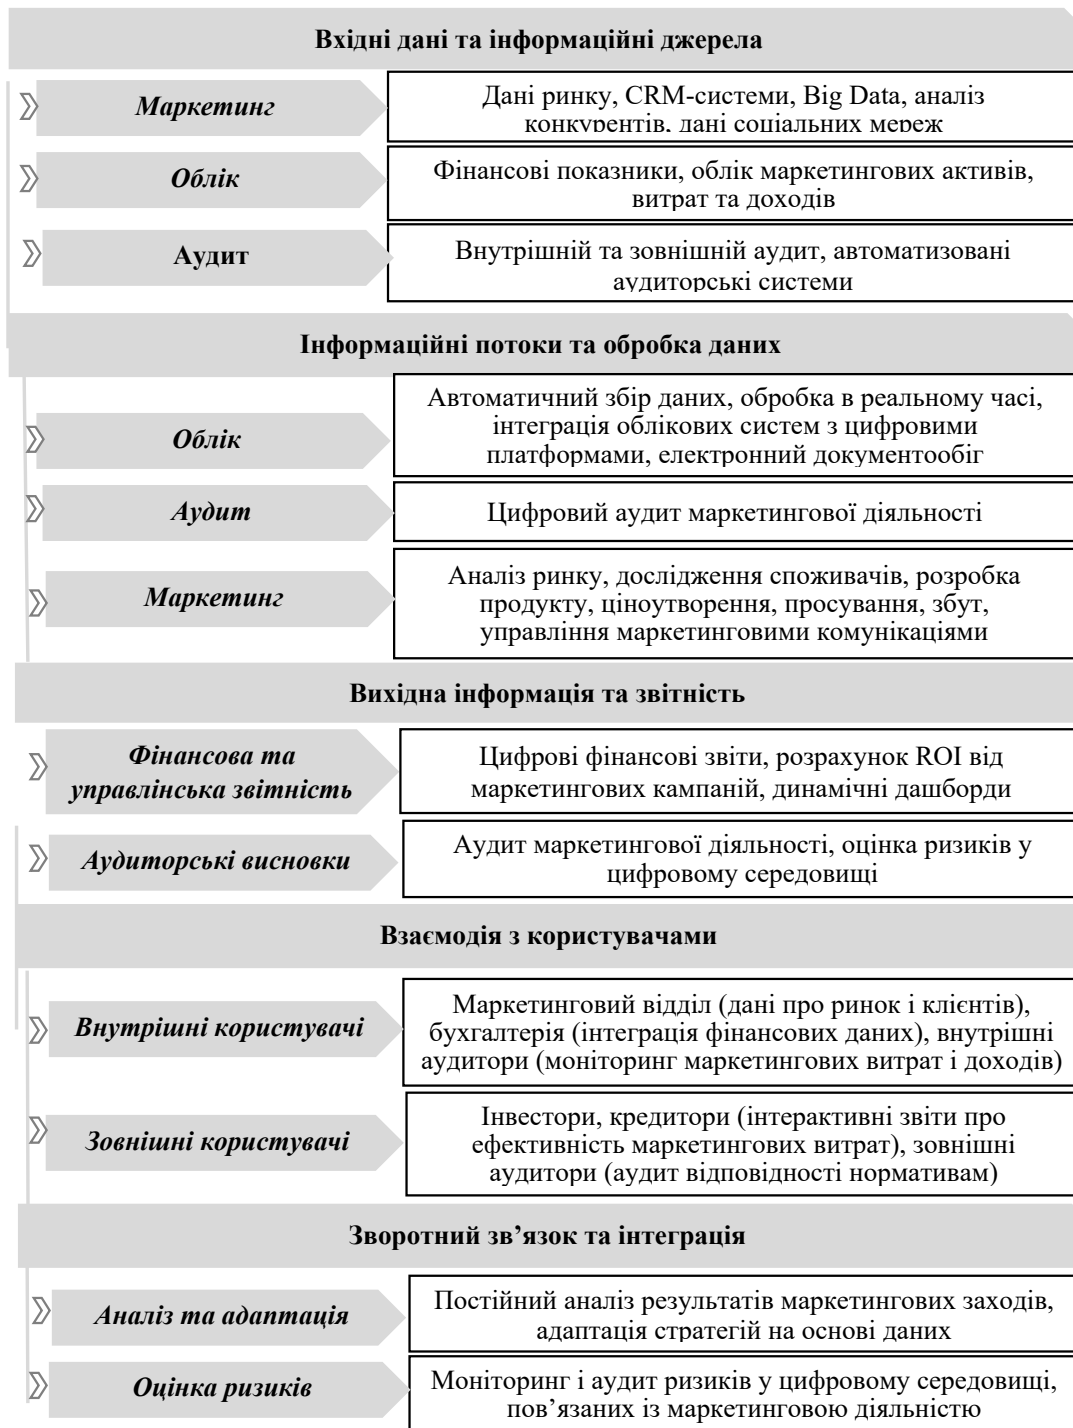 Вхідні дані та інформаційні джерела
Маркетинг
Дані ринку, CRM-системи, Big Data, аналіз
конкурентів, дані соціальних мереж
Облік
Фінансові показники, облік маркетингових активів,
витрат та доходів
Аудит
Внутрішній та зовнішній аудит, автоматизовані
аудиторські системи
Інформаційні потоки та обробка даних
Облік
Автоматичний збір даних, обробка в реальному часі,
інтеграція облікових систем з цифровими
платформами, електронний документообіг
Аудит
Цифровий аудит маркетингової діяльності
Маркетинг
Аналіз ринку, дослідження споживачів, розробка
продукту, ціноутворення, просування, збут,
управління маркетинговими комунікаціями
Вихідна інформація та звітність
Фінансова та
управлінська звітність
Цифрові фінансові звіти, розрахунок ROI від
маркетингових кампаній, динамічні дашборди
Аудиторські висновки
Аудит маркетингової діяльності, оцінка ризиків у
цифровому середовищі
Взаємодія з користувачами
Внутрішні користувачі
Маркетинговий відділ (дані про ринок і клієнтів),
бухгалтерія (інтеграція фінансових даних), внутрішні
аудитори (моніторинг маркетингових витрат і доходів)
Зовнішні користувачі
Інвестори, кредитори (інтерактивні звіти про
ефективність маркетингових витрат), зовнішні
аудитори (аудит відповідності нормативам)
Зворотний зв’язок та інтеграція
Аналіз та адаптація
Постійний аналіз результатів маркетингових заходів,
адаптація стратегій на основі даних
Оцінка ризиків
Моніторинг і аудит ризиків у цифровому середовищі,
пов’язаних із маркетинговою діяльністю